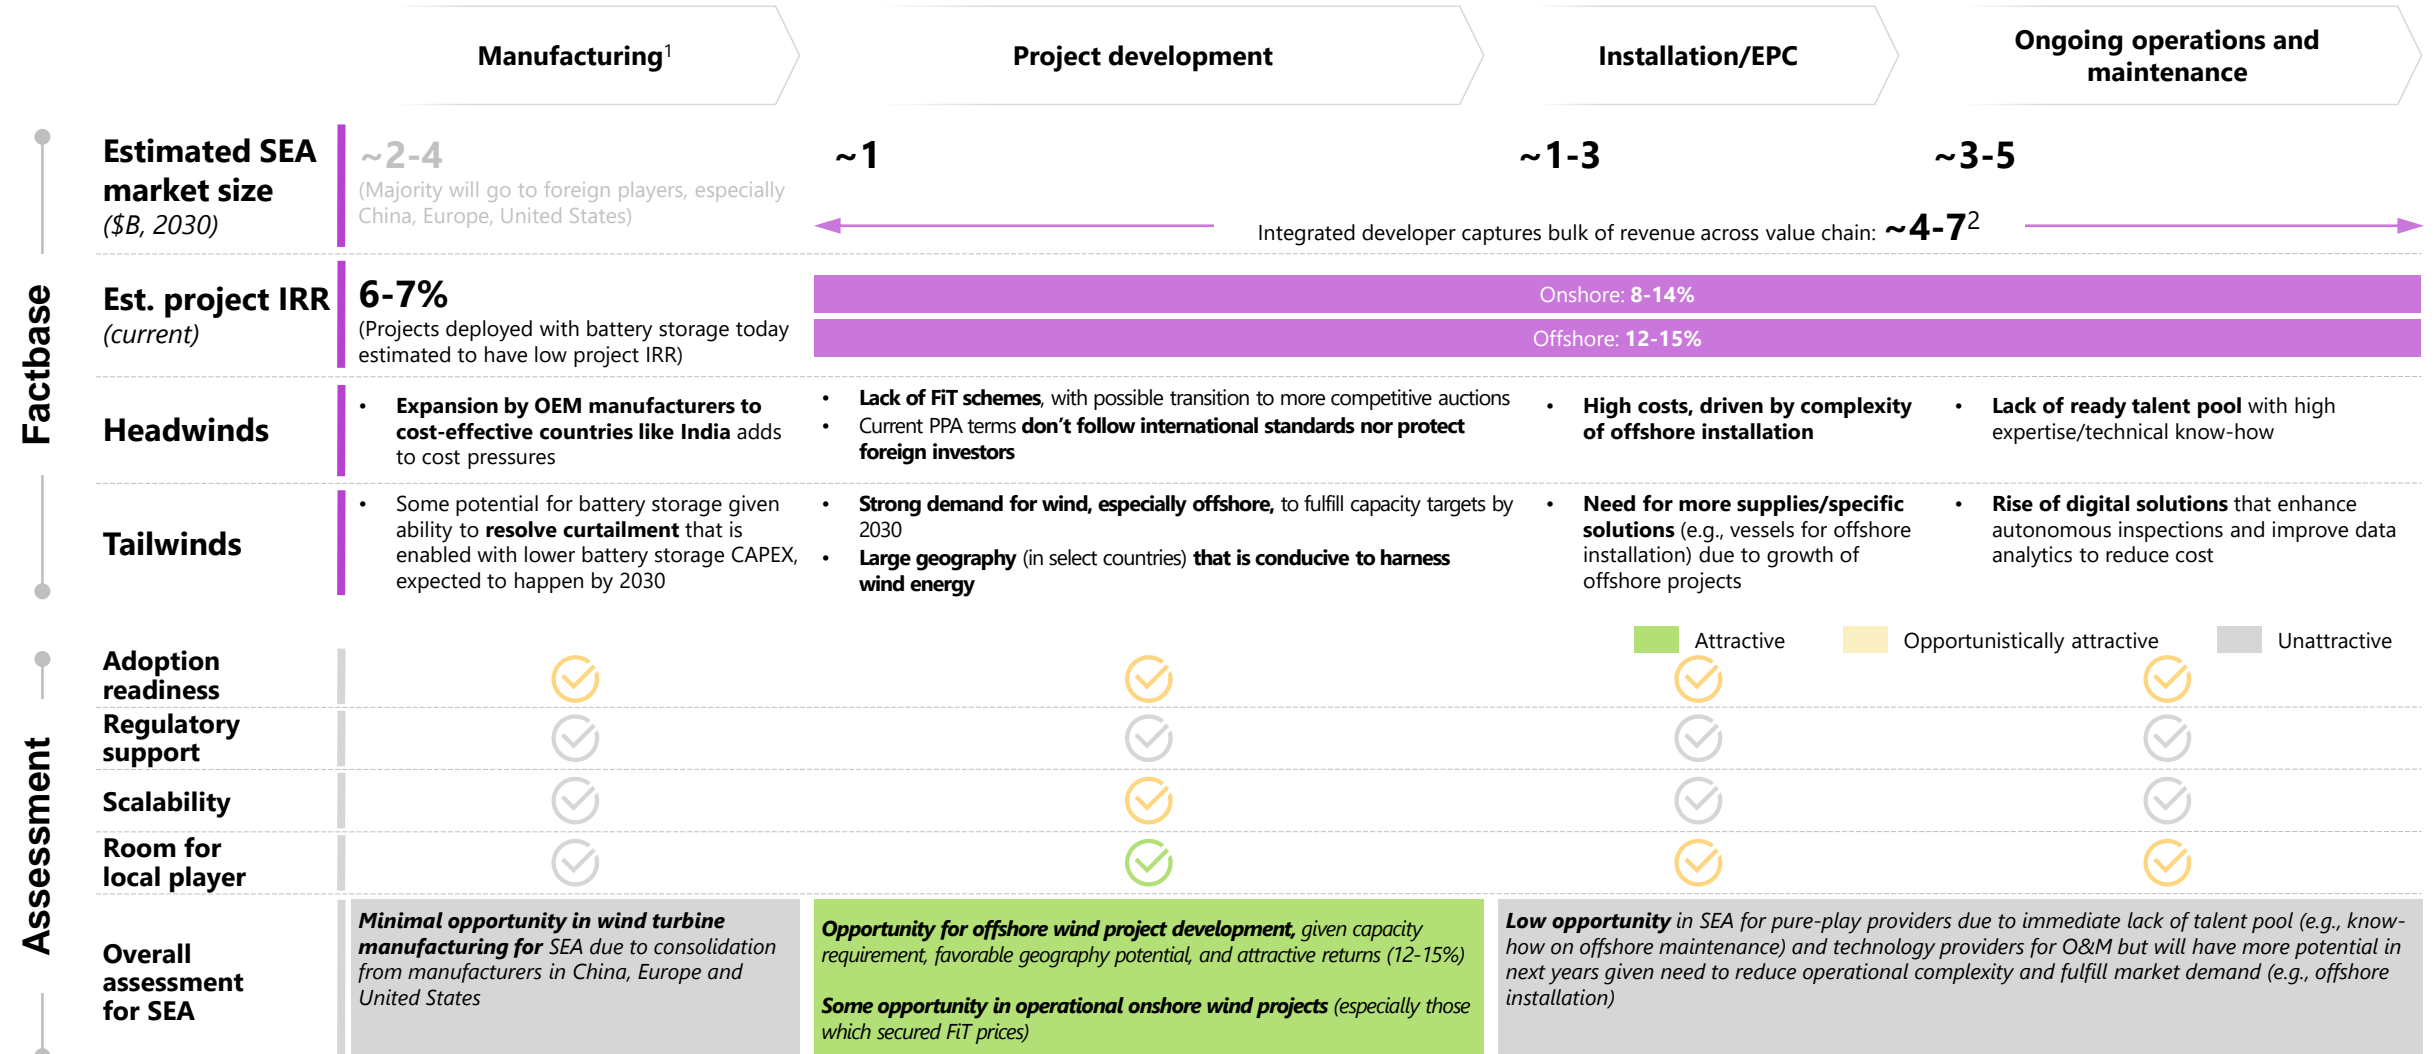 Manufacturing1
Project development
Installation/EPC
Ongoing operations and
maintenance
Factbase
Estimated SEA
market size
($B, 2030)
~2-4
(Majority will go to foreign players, especially
China, Europe, United States)
~1
~1-3
~3-5
Integrated developer captures bulk of revenue across value chain: ~4-72
Est. project IRR
(current)
6-7%
(Projects deployed with battery storage today
estimated to have low project IRR)
Onshore: 8-14%
Offshore: 12-15%
Headwinds
• Expansion by OEM manufacturers to
cost-effective countries like India adds
to cost pressures
• Lack of FiT schemes, with possible transition to more competitive auctions
• Current PPA terms don't follow international standards nor protect
foreign investors
• High costs, driven by complexity
of offshore installation
• Lack of ready talent pool with high
expertise/technical know-how
Tailwinds
• Some potential for battery storage given
ability to resolve curtailment that is
enabled with lower battery storage CAPEX,
expected to happen by 2030
• Strong demand for wind, especially offshore, to fulfill capacity targets by
2030
• Large geography (in select countries) that is conducive to harness
wind energy
• Need for more supplies/specific
solutions (e.g., vessels for offshore
installation) due to growth of
offshore projects
• Rise of digital solutions that enhance
autonomous inspections and improve data
analytics to reduce cost
Attractive
Opportunistically attractive
Unattractive
Assessment
Adoption
readiness
Regulatory
support
Scalability
Room for
local player
Overall
assessment
for SEA
Minimal opportunity in wind turbine
manufacturing for SEA due to consolidation
from manufacturers in China, Europe and
United States
Opportunity for offshore wind project development, given capacity
requirement, favorable geography potential, and attractive returns (12-15%)
Some opportunity in operational onshore wind projects (especially those
which secured FiT prices)
Low opportunity in SEA for pure-play providers due to immediate lack of talent pool (e.g., know-
how on offshore maintenance) and technology providers for O&M but will have more potential in
next years given need to reduce operational complexity and fulfill market demand (e.g., offshore
installation)